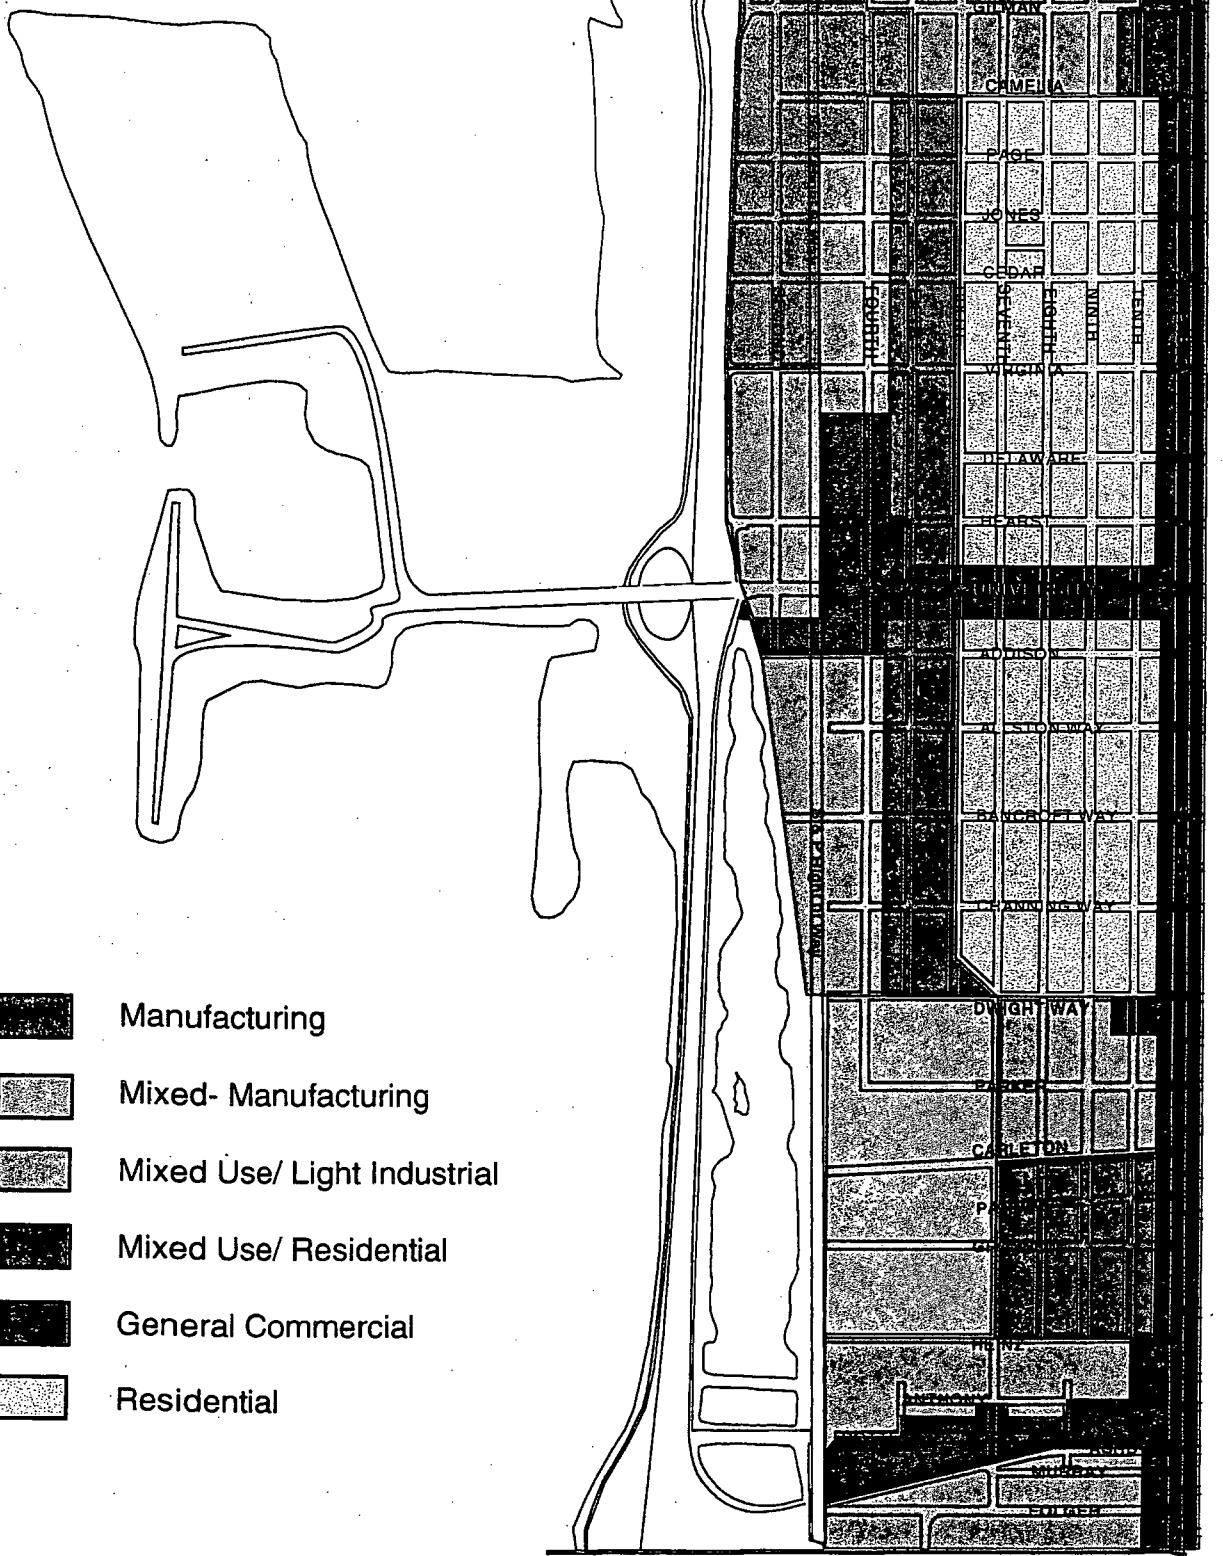 GILMAN
CAMELIA
PAGE
JONES
CEDAR
FOURTH
SEVENTH
EIGHTH
NINTH
TENTH
VIRGINIA
DELAWARE
HEARST
UNIVERSITY
ADDISON
ALLSTON WAY
BANCROFT WAY
CHANNING WAY
DWIGHT WAY
PARKER
CARLETON
HEINZ
ANTHONY
MURRAY
FOLGER
Manufacturing
Mixed- Manufacturing
Mixed Use/ Light Industrial
Mixed Use/ Residential
General Commercial
Residential